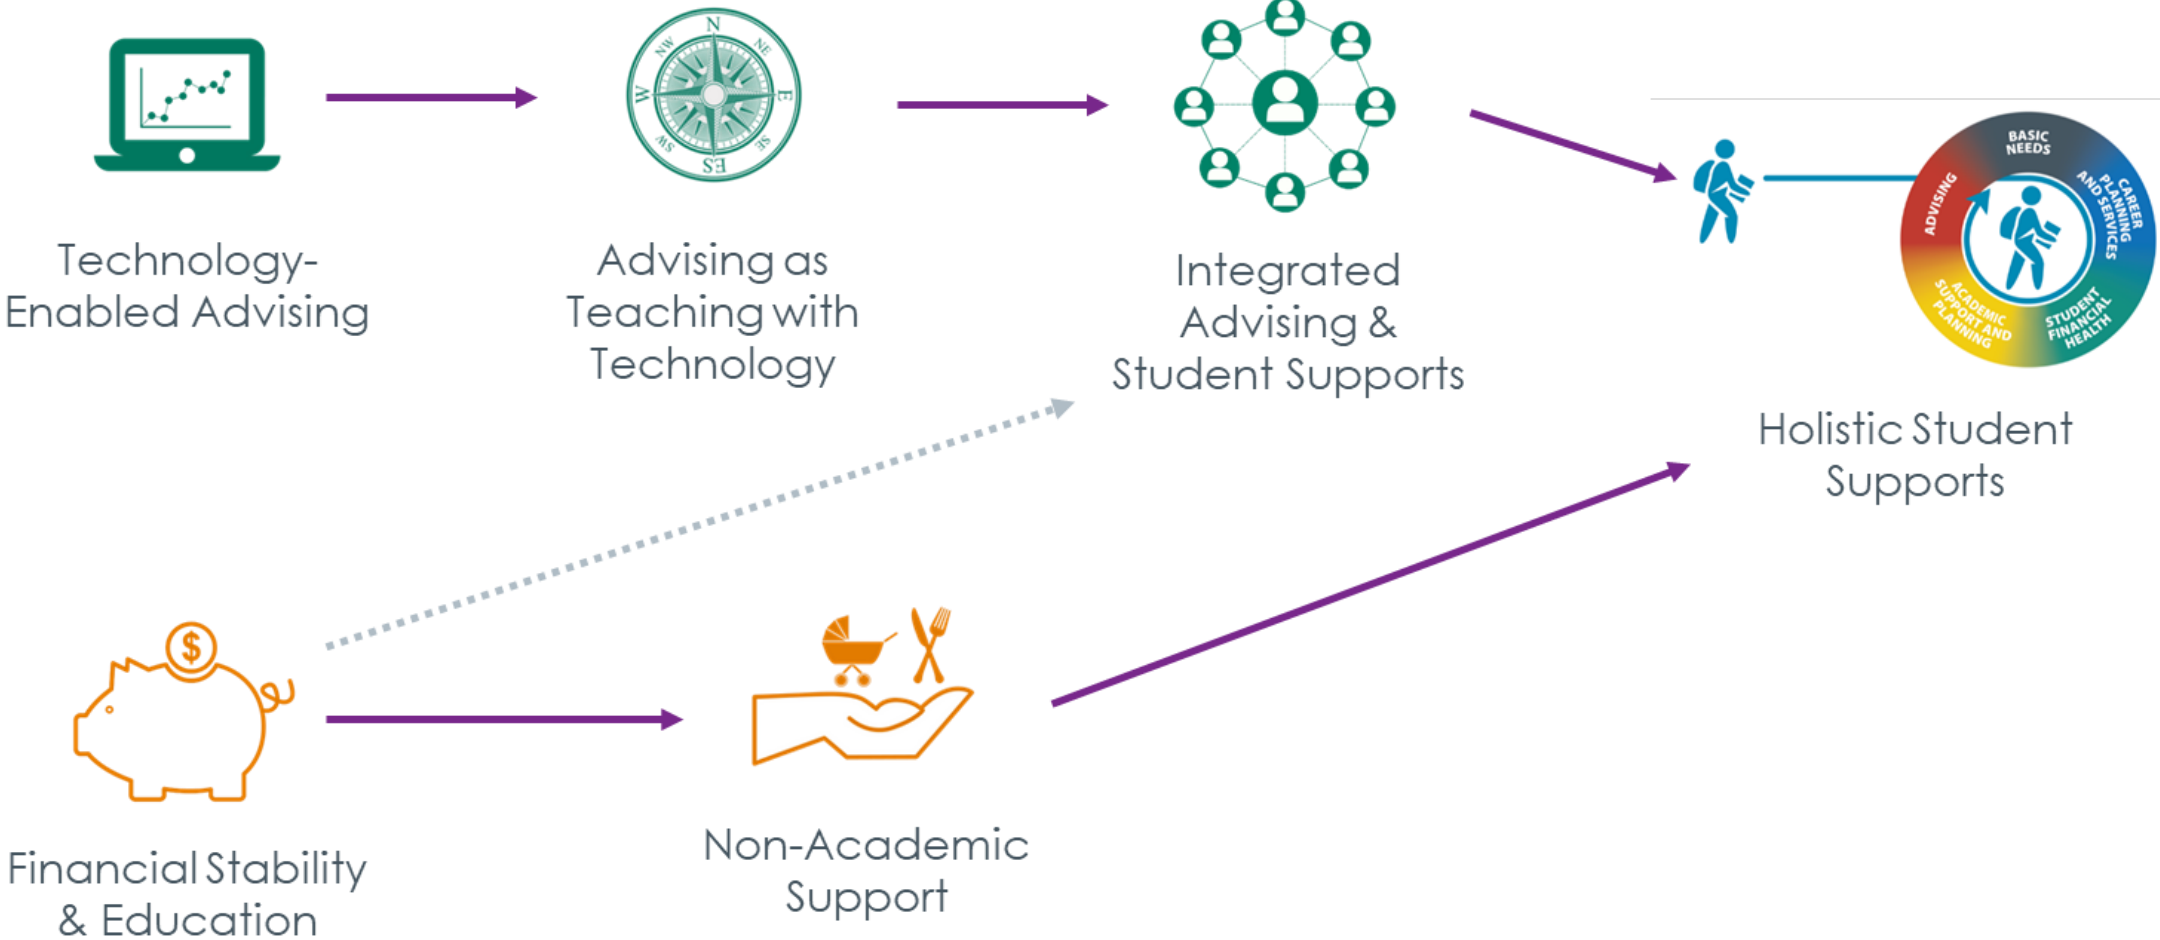 N
NE
E
SE
ES
SW
W
NW
Technology-
Enabled Advising
Advising as
Teaching with
Technology
Integrated
Advising &
Student Supports
BASIC
NEEDS
CAREER
PLANNING
AND SERVICES
STUDENT
FINANCIAL
HEALTH
ACADEMIC
SUPPORT AND
PLANNING
ADVISING
Holistic Student
Supports
$
Financial Stability
& Education
Non-Academic
Support